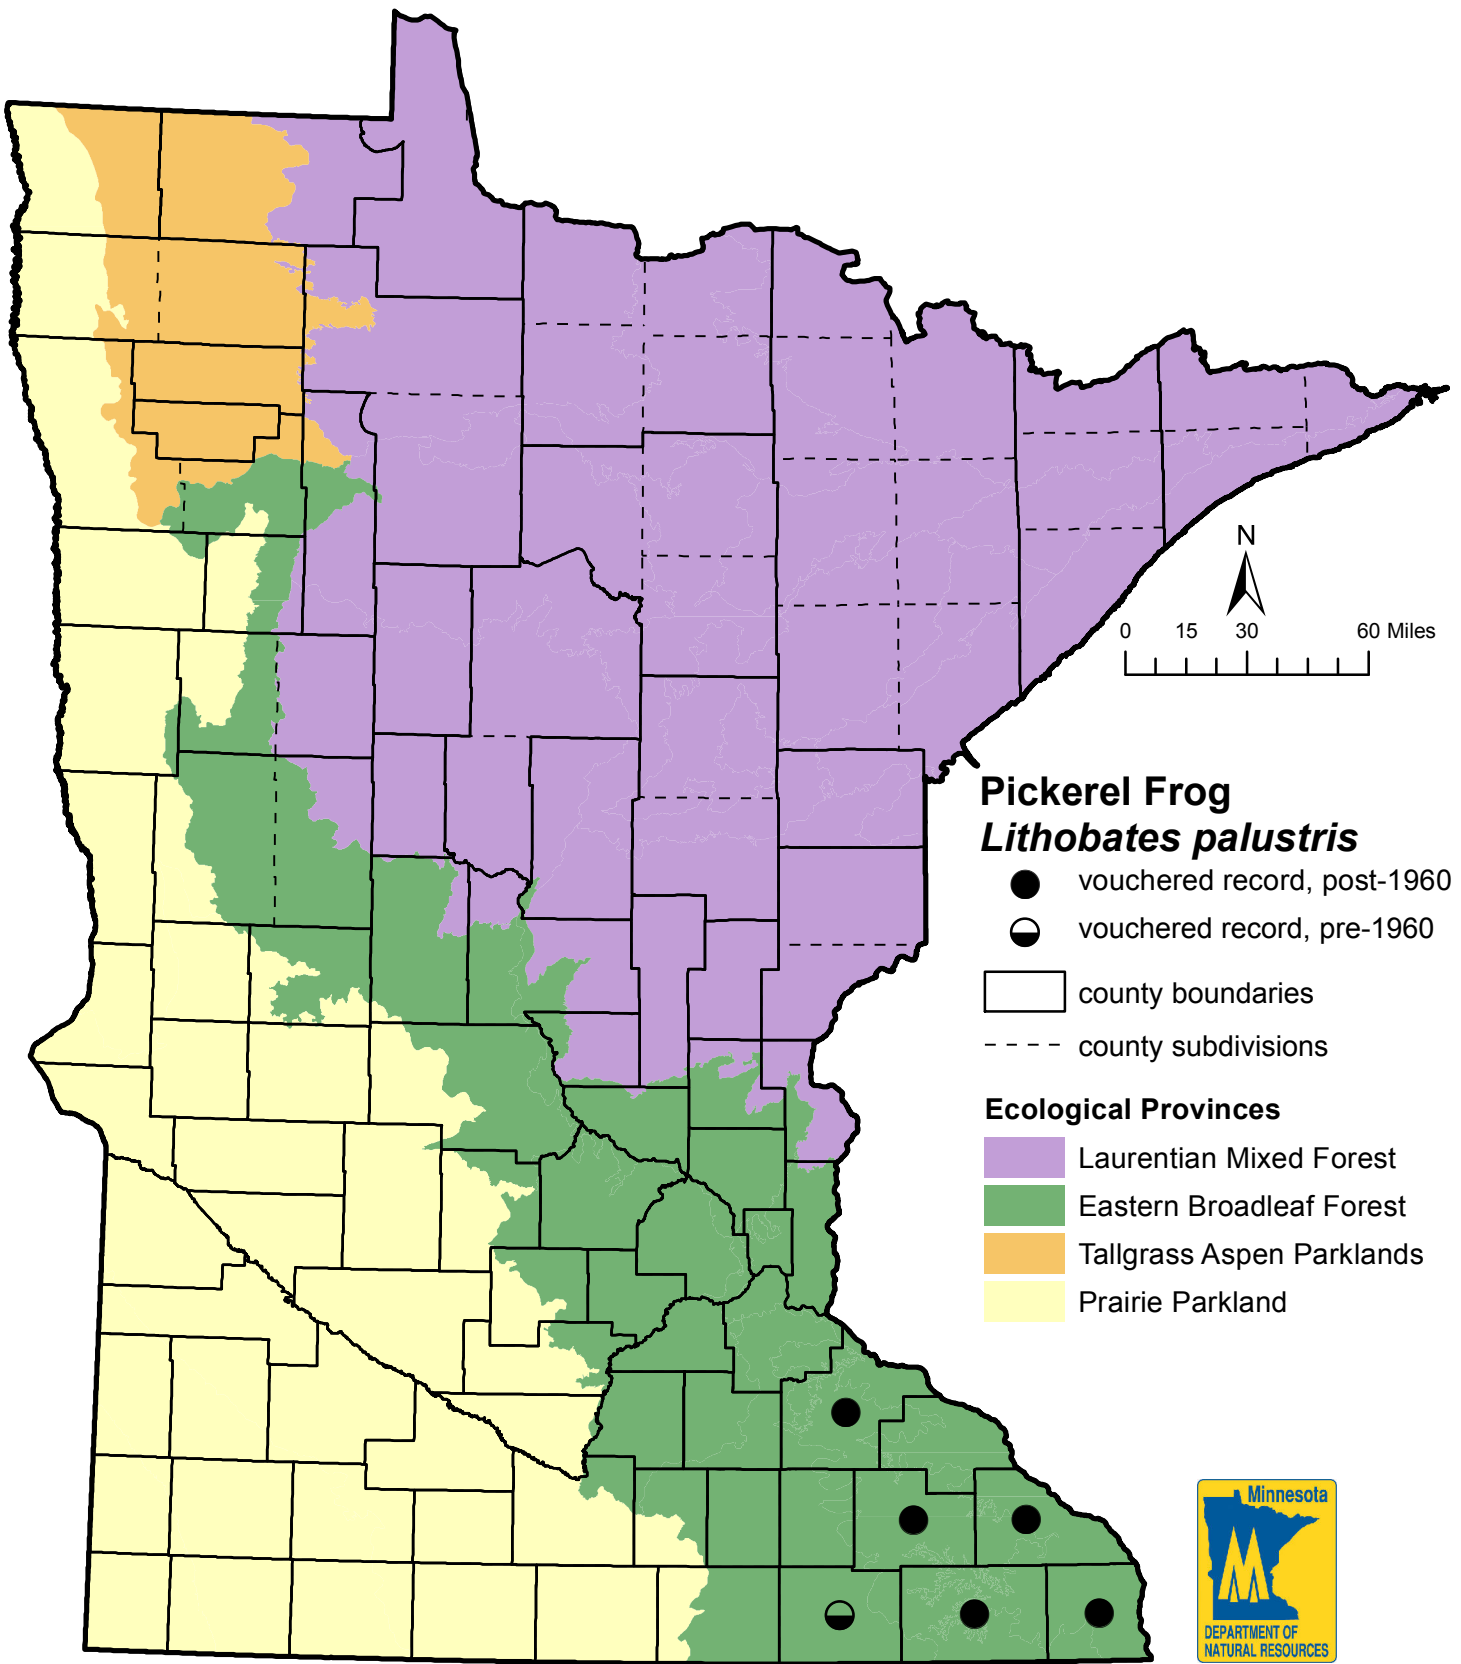 N
0 15 30 60 Miles
Pickerel Frog
Lithobates palustris
vouchered record, post-1960
vouchered record, pre-1960
county boundaries
county subdivisions
Ecological Provinces
Laurentian Mixed Forest
Eastern Broadleaf Forest
Tallgrass Aspen Parklands
Prairie Parkland
Minnesota
DEPARTMENT OF
NATURAL RESOURCES